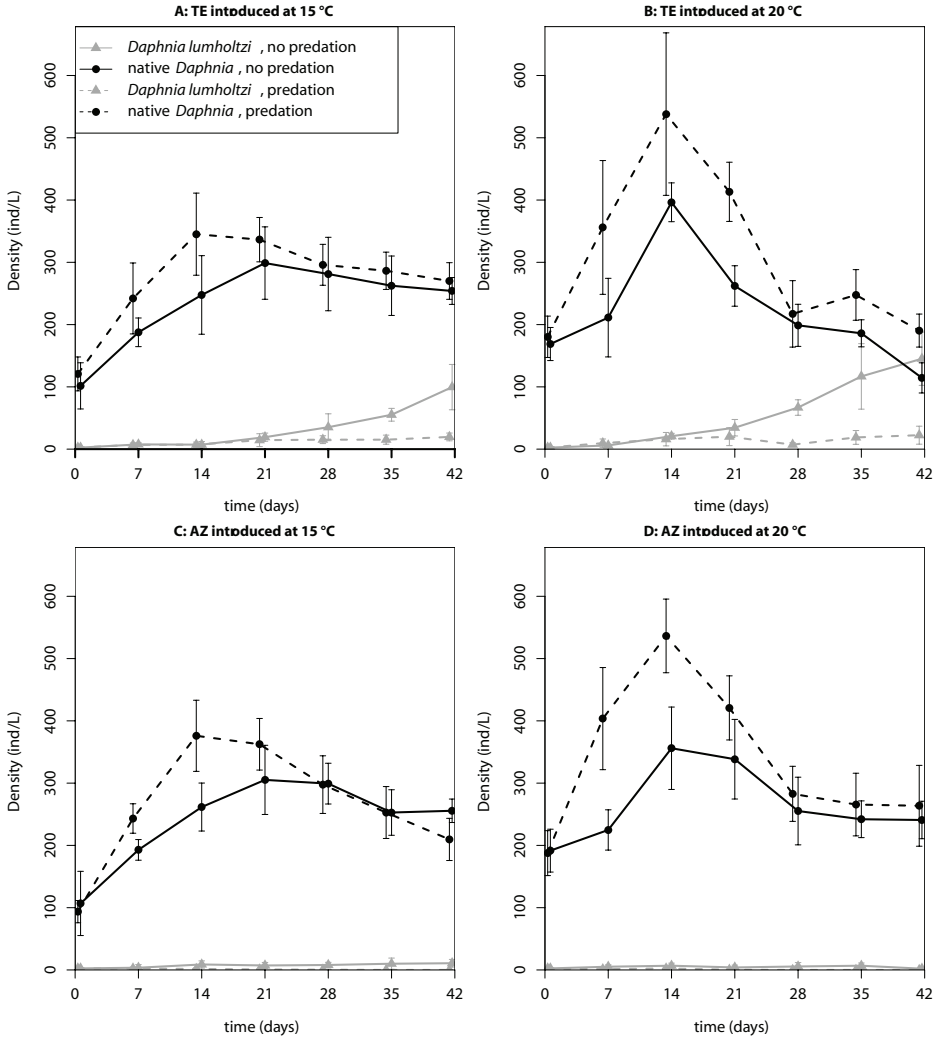 A: TE introduced at 15 °C
Daphnia lumholtzi , no predation
native Daphnia , no predation
Daphnia lumholtzi , predation
native Daphnia , predation
Density (ind/L)
600
500
400
300
200
100
0
0 7 14 21 28 35 42
time (days)
B: TE introduced at 20 °C
Density (ind/L)
600
500
400
300
200
100
0
0 7 14 21 28 35 42
time (days)
C: AZ introduced at 15 °C
Density (ind/L)
600
500
400
300
200
100
0
0 7 14 21 28 35 42
time (days)
D: AZ introduced at 20 °C
Density (ind/L)
600
500
400
300
200
100
0
0 7 14 21 28 35 42
time (days)